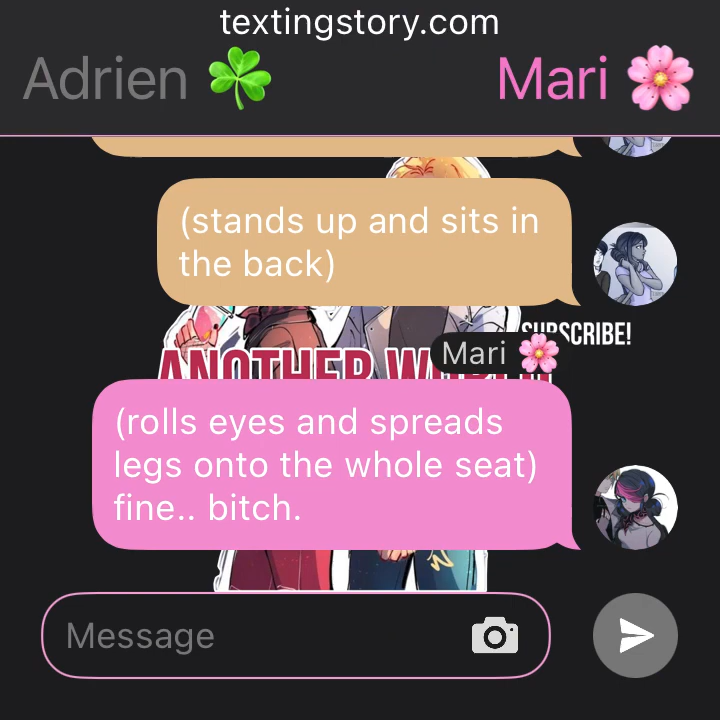 textingstory.com
Adrien ☘️ Mari 🌸
(stands up and sits in
the back)
SUBSCRIBE!
Mari 🌸
ANOTHER
(rolls eyes and spreads
legs onto the whole seat)
fine.. bitch.
Message